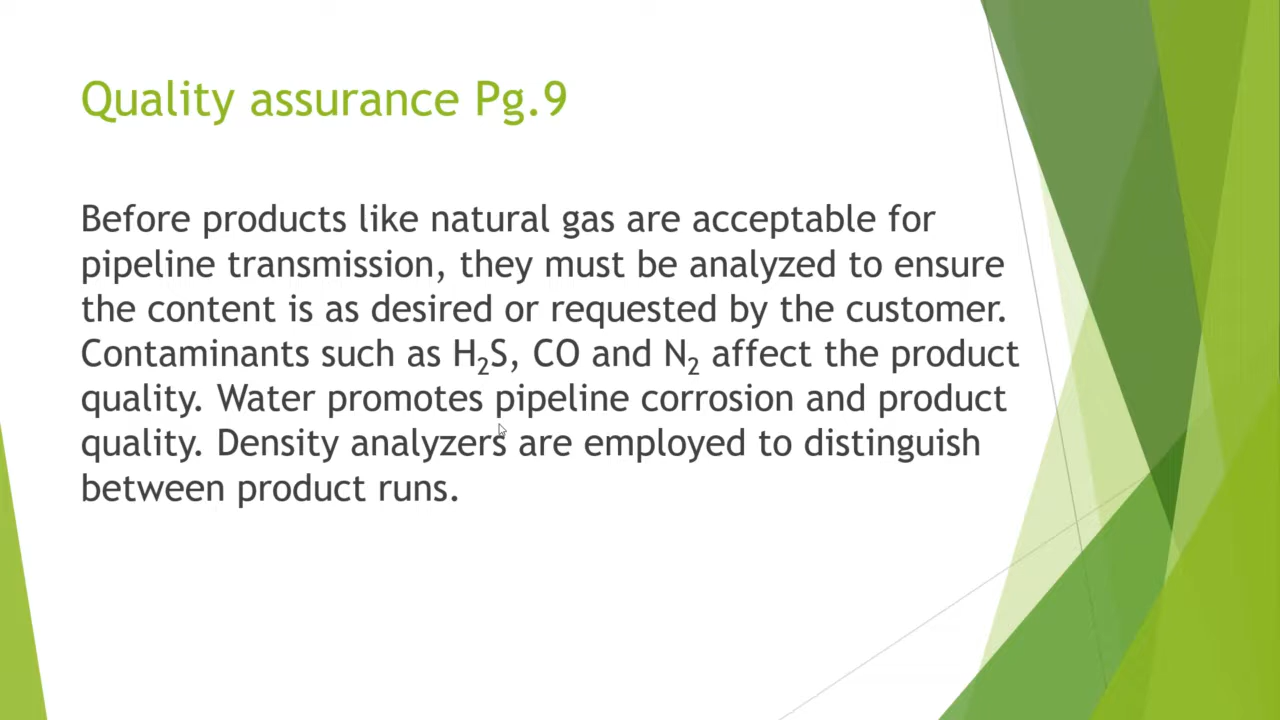 Quality assurance Pg.9
Before products like natural gas are acceptable for
pipeline transmission, they must be analyzed to ensure
the content is as desired or requested by the customer.
Contaminants such as H₂S, CO and N₂ affect the product
quality. Water promotes pipeline corrosion and product
quality. Density analyzers are employed to distinguish
between product runs.